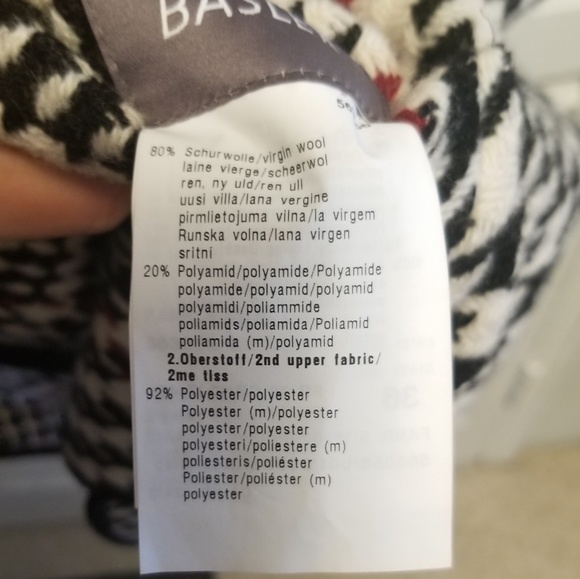 80% Schurwolle/virgin wool
laine vierge/scheerwol
ren, ny uld/ren ull
uusi villa/lana vergine
pirmlietojuma vilna/la virgem
Runska volna/lana virgen
sritní
20% Polyamid/polyamide/Polyamide
polyamide/polyamid/polyamid
polyamidi/poliammide
poliamids/poliamida/Poliamid
poliamida (m)/polyamid
2.Oberstoff/2nd upper fabric/
2me tiss
92% Polyester/polyester
Polyester (m)/polyester
polyester/polyester
polyesteri/poliestere (m)
poliesteris/poliéster
Poliester/poliéster (m)
polyester